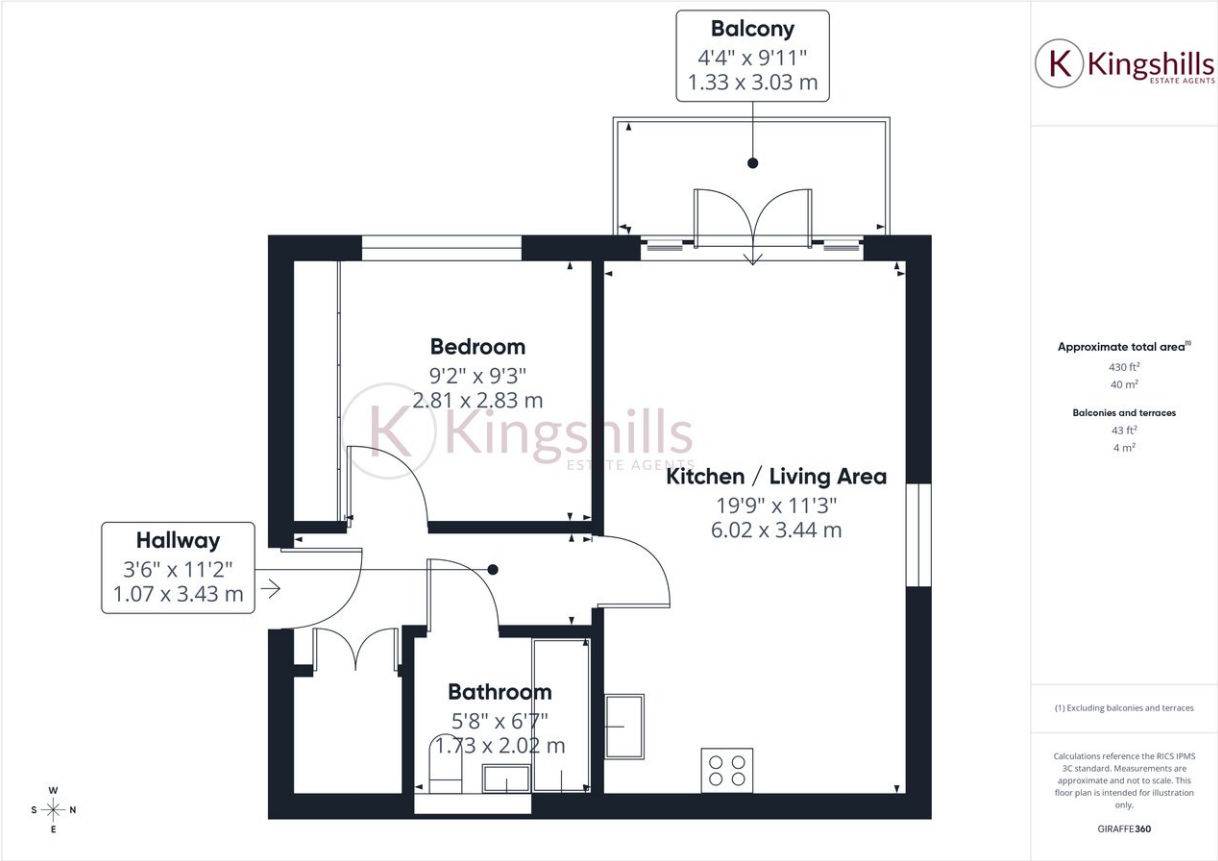 Balcony
4'4" x 9'11"
1.33 x 3.03 m
K Kingshills
ESTATE AGENTS
Bedroom
9'2" x 9'3"
2.81 x 2.83 m
K Kingshills
ESTATE AGENTS
Kitchen / Living Area
19'9" x 11'3"
6.02 x 3.44 m
Hallway
3'6" x 11'2"
1.07 x 3.43 m
Bathroom
5'8" x 6'7"
1.73 x 2.02 m
W
S N
E
Approximate total area(1)
430 ft²
40 m²
Balconies and terraces
43 ft²
4 m²
(1) Excluding balconies and terraces
Calculations reference the RICS IPMS
3C standard. Measurements are
approximate and not to scale. This
floor plan is intended for illustration
only.
GIRAFFE360